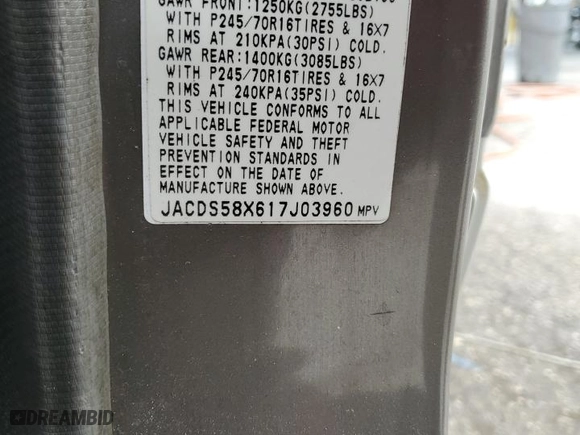 GAWR FRONT:1250KG(2755LBS)
WITH P245/70R16TIRES & 16X7
RIMS AT 210KPA(30PSI) COLD.
GAWR REAR:1400KG(3085LBS)
WITH P245/70R16TIRES & 16X7
RIMS AT 240KPA(35PSI) COLD.
THIS VEHICLE CONFORMS TO ALL
APPLICABLE FEDERAL MOTOR
VEHICLE SAFETY AND THEFT
PREVENTION STANDARDS IN
EFFECT ON THE DATE OF
MANUFACTURE SHOWN ABOVE.
JACDS58X617J03960 MPV
DREAMBID